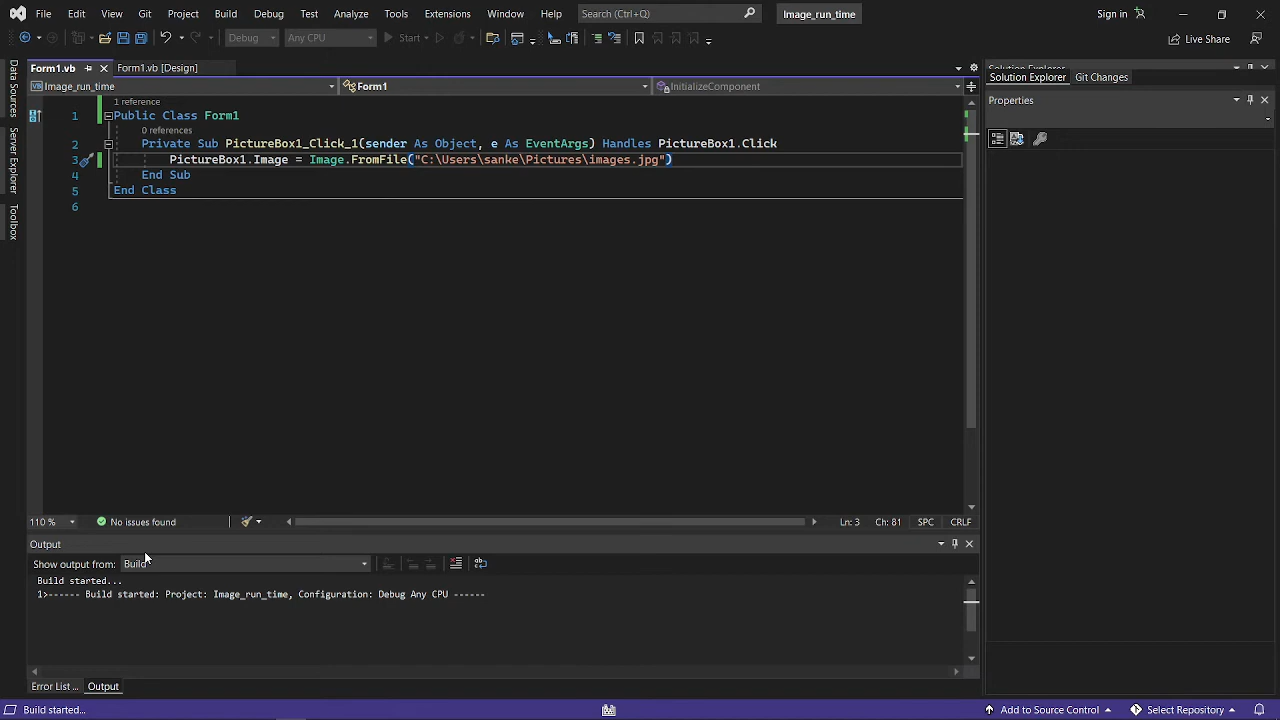 File Edit View Git Project Build Debug Test Analyze Tools Extensions Window Help Search (Ctrl+Q) Image_run_time Sign in
Debug Any CPU Start Live Share
Form1.vb Form1.vb [Design]
Image_run_time Form1 InitializeComponent
1 reference
1 Public Class Form1
0 references
2 Private Sub PictureBox1_Click_1(sender As Object, e As EventArgs) Handles PictureBox1.Click
3 PictureBox1.Image = Image.FromFile("C:\Users\sanke\Pictures\images.jpg")
4 End Sub
5 End Class
6
110 % No issues found Ln: 3 Ch: 81 SPC CRLF
Output
Show output from: Build
Build started...
1>------ Build started: Project: Image_run_time, Configuration: Debug Any CPU ------
Error List ... Output
Data Sources
Server Explorer
Toolbox
Solution Explorer Git Changes
Properties
Build started... Add to Source Control Select Repository